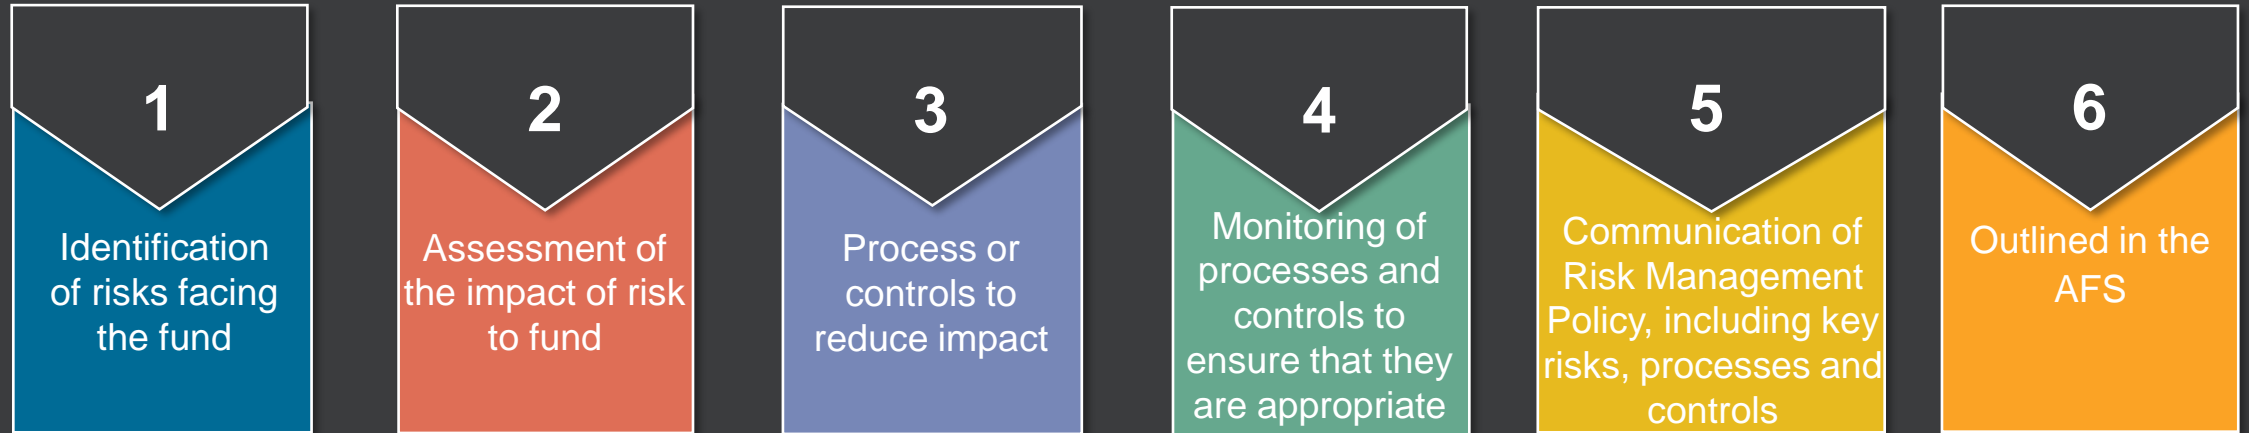 1
Identification
of risks facing
the fund
2
Assessment of
the impact of risk
to fund
3
Process or
controls to
reduce impact
4
Monitoring of
processes and
controls to
ensure that they
are appropriate
5
Communication of
Risk Management
Policy, including key
risks, processes and
controls
6
Outlined in the
AFS